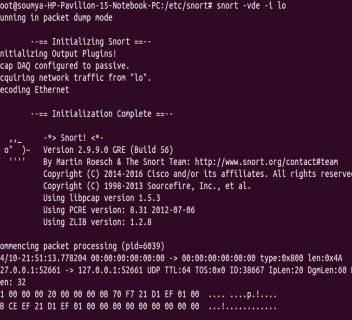 oot@soumya-HP-Pavilion-15-Notebook-PC:/etc/snort# snort -vde -i lo
unning in packet dump mode
--== Initializing Snort ==--
nitializing Output Plugins!
cap DAQ configured to passive.
cquiring network traffic from "lo".
ecoding Ethernet
--== Initialization Complete ==--
,,_ -*> Snort! <*-
o" )~ Version 2.9.9.0 GRE (Build 56)
'''' By Martin Roesch & The Snort Team: http://www.snort.org/contact#team
Copyright (C) 2014-2016 Cisco and/or its affiliates. All rights reserve
Copyright (C) 1998-2013 Sourcefire, Inc., et al.
Using libpcap version 1.5.3
Using PCRE version: 8.31 2012-07-06
Using ZLIB version: 1.2.8
ommencing packet processing (pid=6039)
4/10-21:51:13.778204 00:00:00:00:00:00 -> 00:00:00:00:00:00 type:0x800 len:0x4A
27.0.0.1:52661 -> 127.0.0.1:52661 UDP TTL:64 TOS:0x0 ID:38667 IpLen:20 DgmLen:60
en: 32
1 00 00 00 20 00 00 00 0B 70 F7 21 D1 EF 01 00 .... ....p.!....
B CE EF 21 D1 EF 01 00 00 00 00 00 00 00 00 00 ...!............